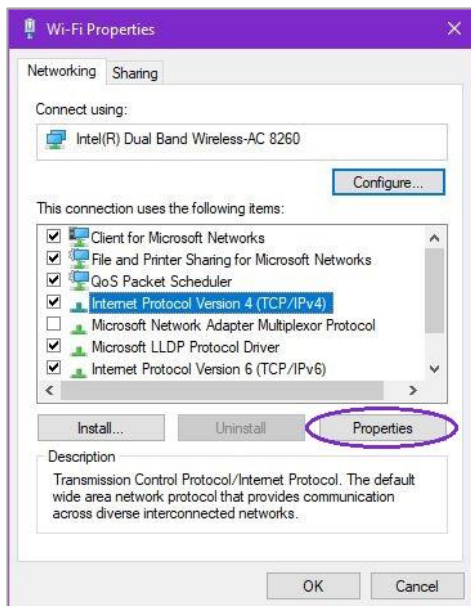 Wi-Fi Properties
Networking
Sharing
Connect using:
Intel(R) Dual Band Wireless-AC 8260
Configure...
This connection uses the following items:
Client for Microsoft Networks
File and Printer Sharing for Microsoft Networks
QoS Packet Scheduler
Internet Protocol Version 4 (TCP/IPv4)
Microsoft Network Adapter Multiplexor Protocol
Microsoft LLDP Protocol Driver
Internet Protocol Version 6 (TCP/IPv6)
Install...
Uninstall
Properties
Description
Transmission Control Protocol/Internet Protocol. The default
wide area network protocol that provides communication
across diverse interconnected networks.
OK
Cancel